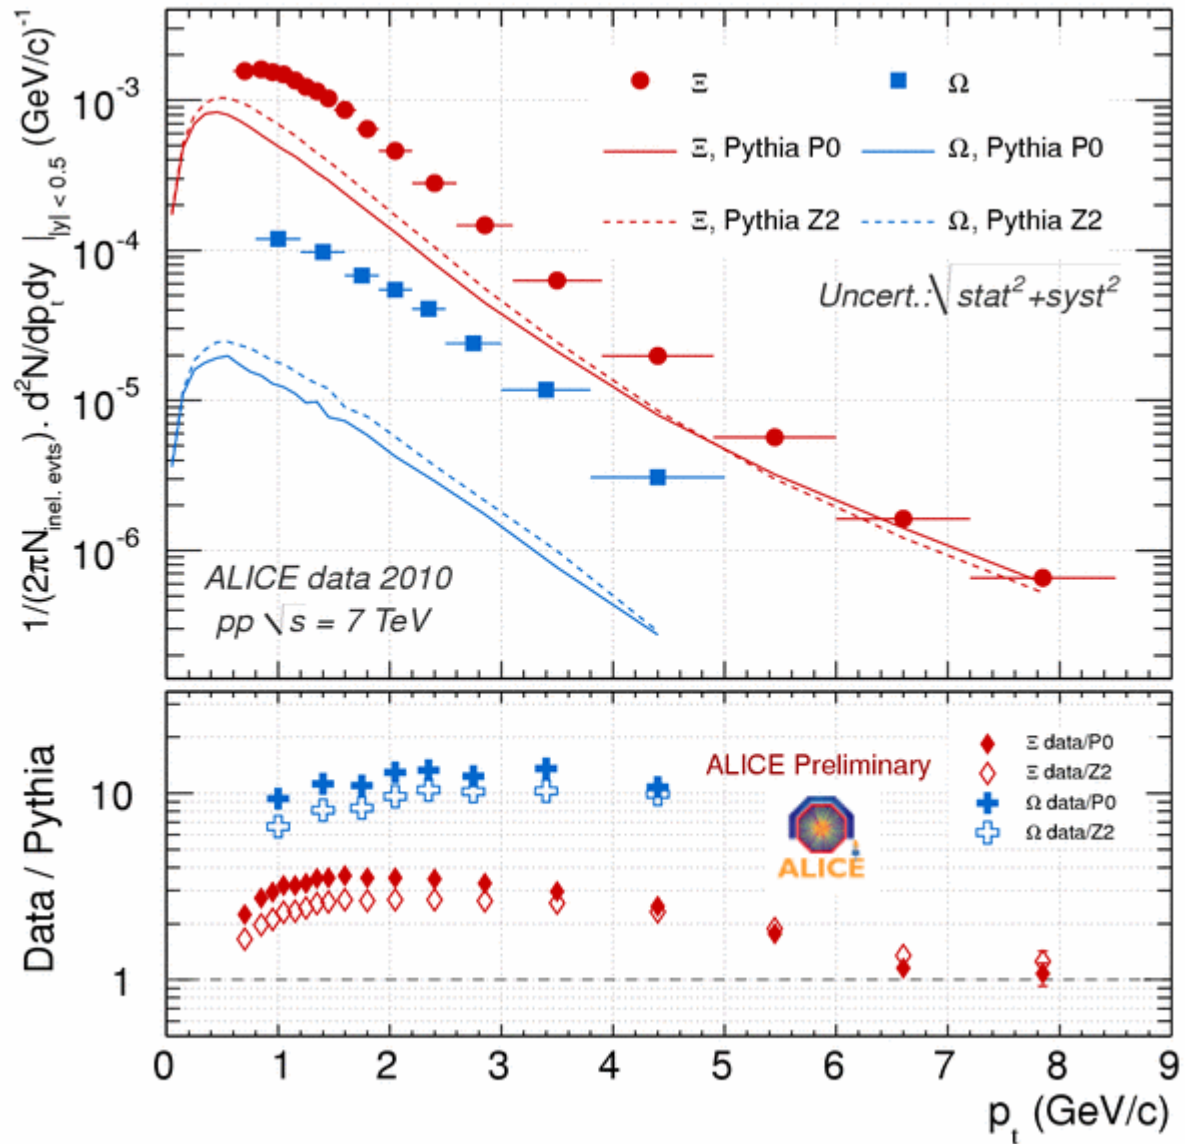 1/(2πN_inel. evts). d²N/dp_t dy |_|y| < 0.5 (GeV/c)⁻¹
10⁻³
10⁻⁴
10⁻⁵
10⁻⁶
Ξ
Ω
Ξ, Pythia P0
Ω, Pythia P0
Ξ, Pythia Z2
Ω, Pythia Z2
Uncert.:√stat²+syst²
ALICE data 2010
pp √s = 7 TeV
Data / Pythia
10
1
ALICE Preliminary
ALICE
Ξ data/P0
Ξ data/Z2
Ω data/P0
Ω data/Z2
0 1 2 3 4 5 6 7 8 9
p_t (GeV/c)